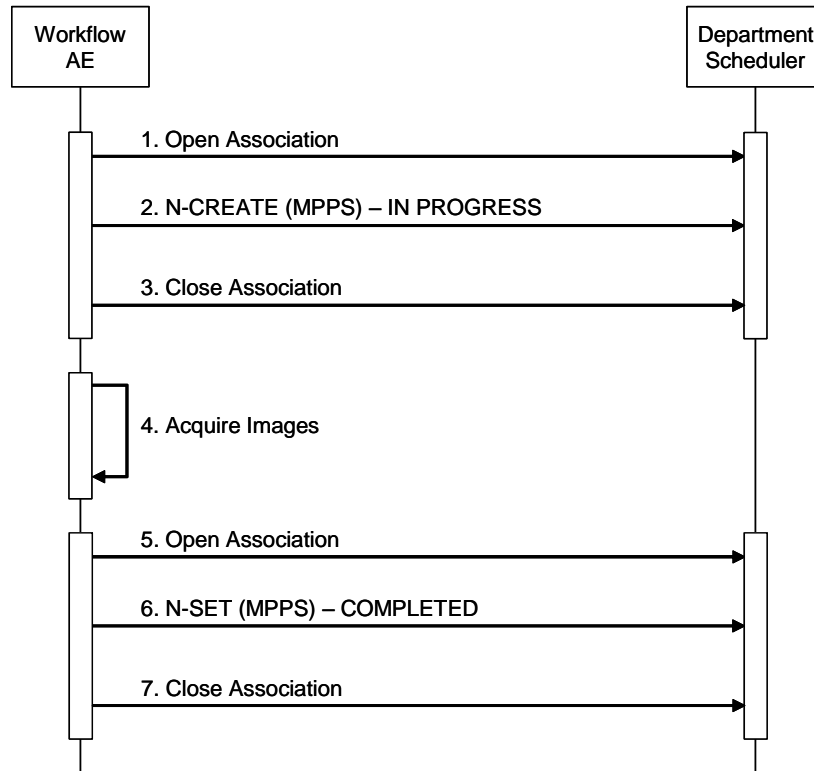 Workflow
AE
Department
Scheduler
1. Open Association
2. N-CREATE (MPPS) – IN PROGRESS
3. Close Association
4. Acquire Images
5. Open Association
6. N-SET (MPPS) – COMPLETED
7. Close Association